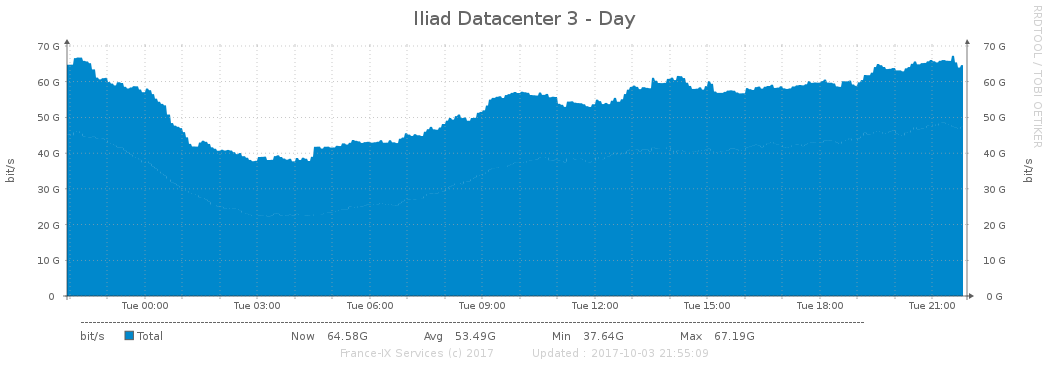 Iliad Datacenter 3 - Day
RRDTOOL / TOBI OETIKER
70 G 70 G
60 G 60 G
50 G 50 G
40 G 40 G
30 G 30 G
20 G 20 G
10 G 10 G
0 0 G
bit/s bit/s
Tue 00:00 Tue 03:00 Tue 06:00 Tue 09:00 Tue 12:00 Tue 15:00 Tue 18:00 Tue 21:00
bit/s Total Now 64.58G Avg 53.49G Min 37.64G Max 67.19G
France-IX Services (c) 2017 Updated : 2017-10-03 21:55:09